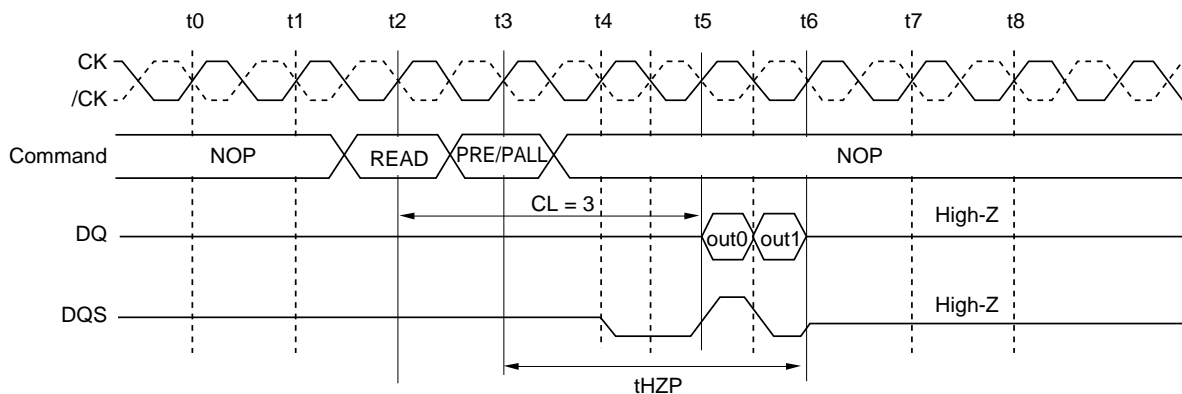 t0 t1 t2 t3 t4 t5 t6 t7 t8
CK
/CK
Command NOP READ PRE/PALL NOP
CL = 3
DQ out0 out1 High-Z
DQS High-Z
tHZP